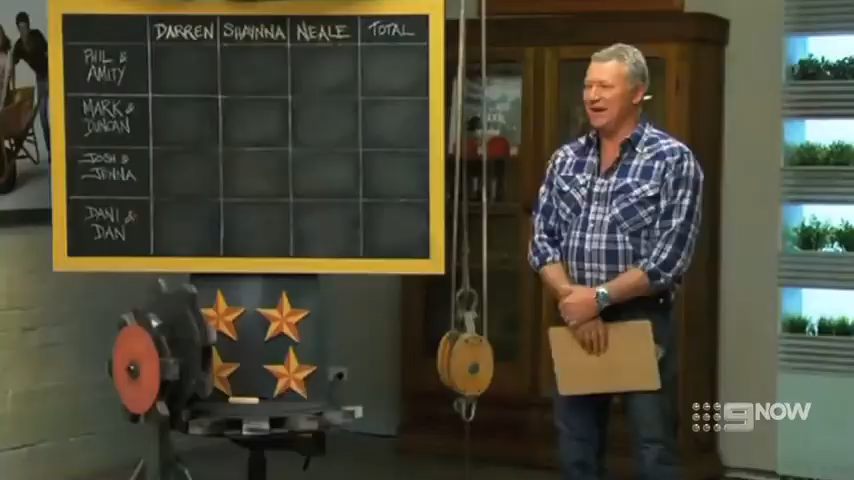 DARREN SHAYNNA NEALE TOTAL
PHIL &
AMITY
MARK &
DUNCAN
JOSH &
JENNA
DANI &
DAN
9NOW